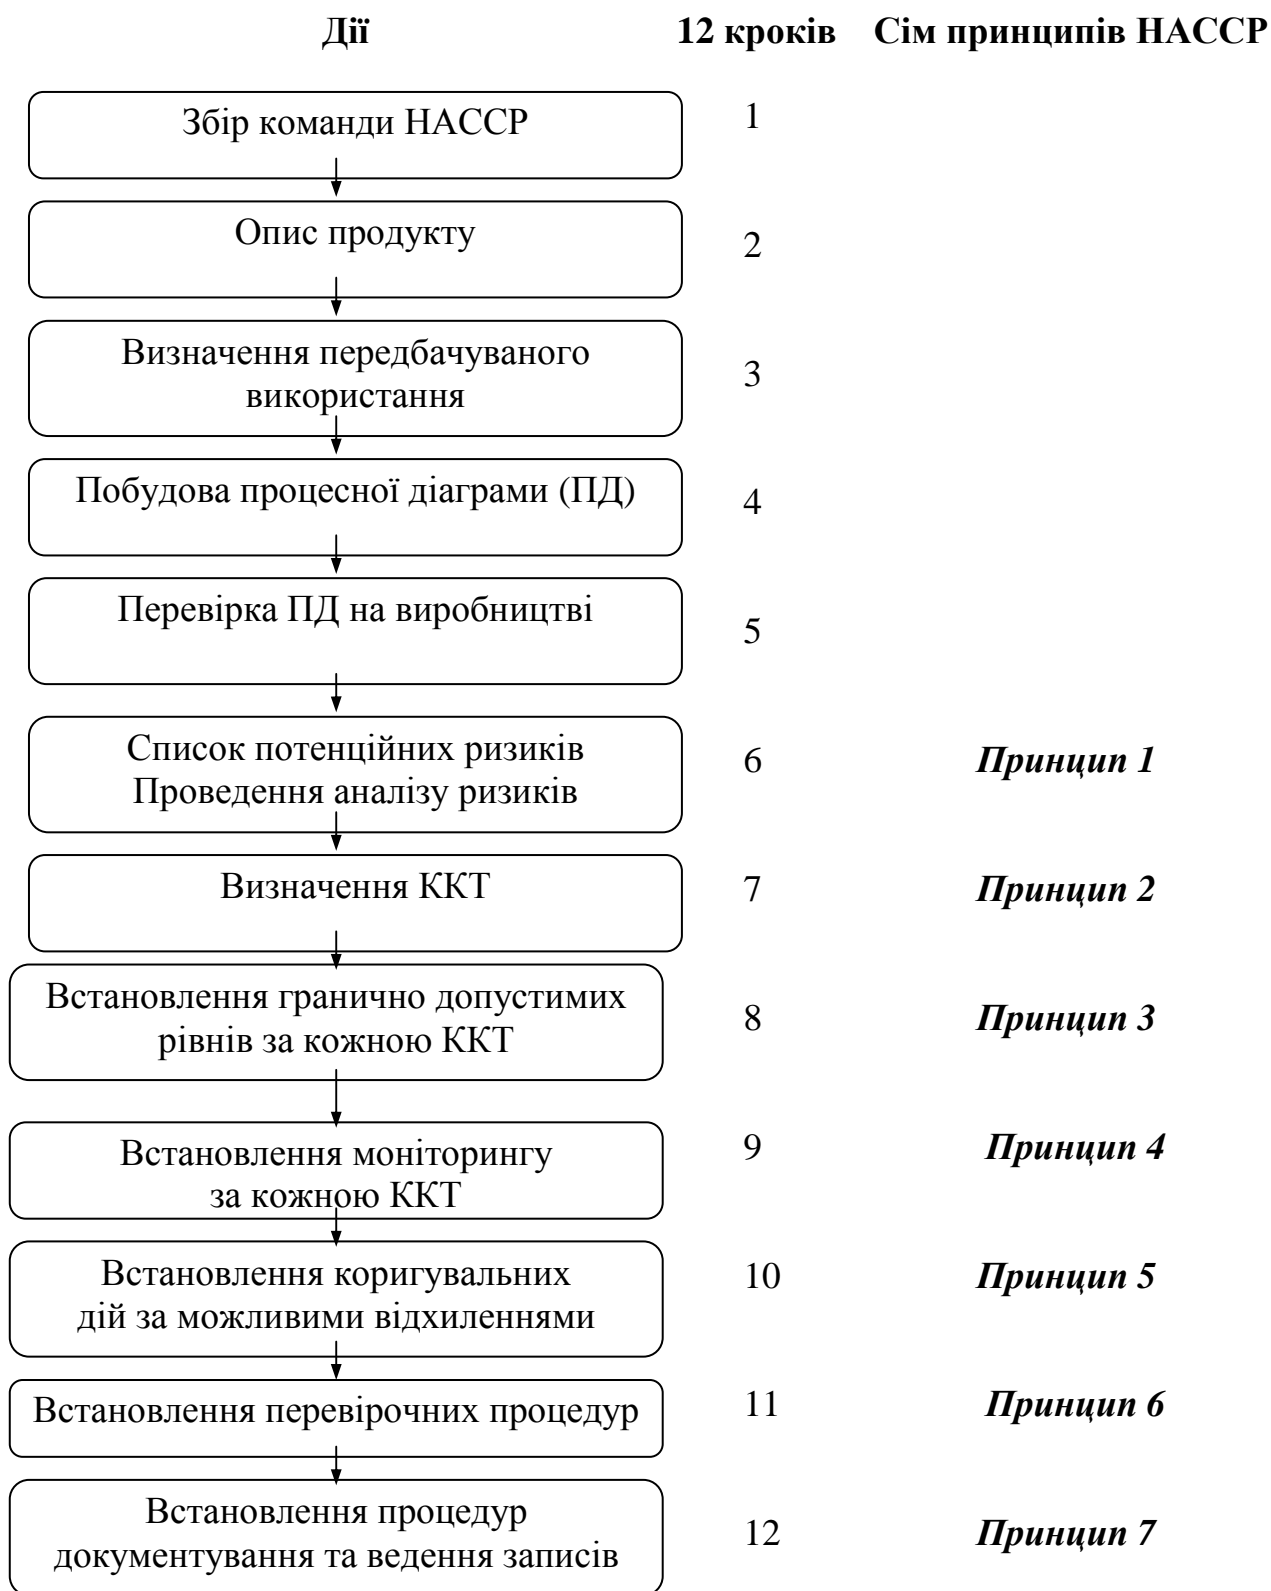 Дії 12 кроків Сім принципів НАССР
Збір команди НАССР 1
Опис продукту 2
Визначення передбачуваного
використання 3
Побудова процесної діаграми (ПД) 4
Перевірка ПД на виробництві 5
Список потенційних ризиків
Проведення аналізу ризиків 6 Принцип 1
Визначення ККТ 7 Принцип 2
Встановлення гранично допустимих
рівнів за кожною ККТ 8 Принцип 3
Встановлення моніторингу
за кожною ККТ 9 Принцип 4
Встановлення коригувальних
дій за можливими відхиленнями 10 Принцип 5
Встановлення перевірочних процедур 11 Принцип 6
Встановлення процедур
документування та ведення записів 12 Принцип 7